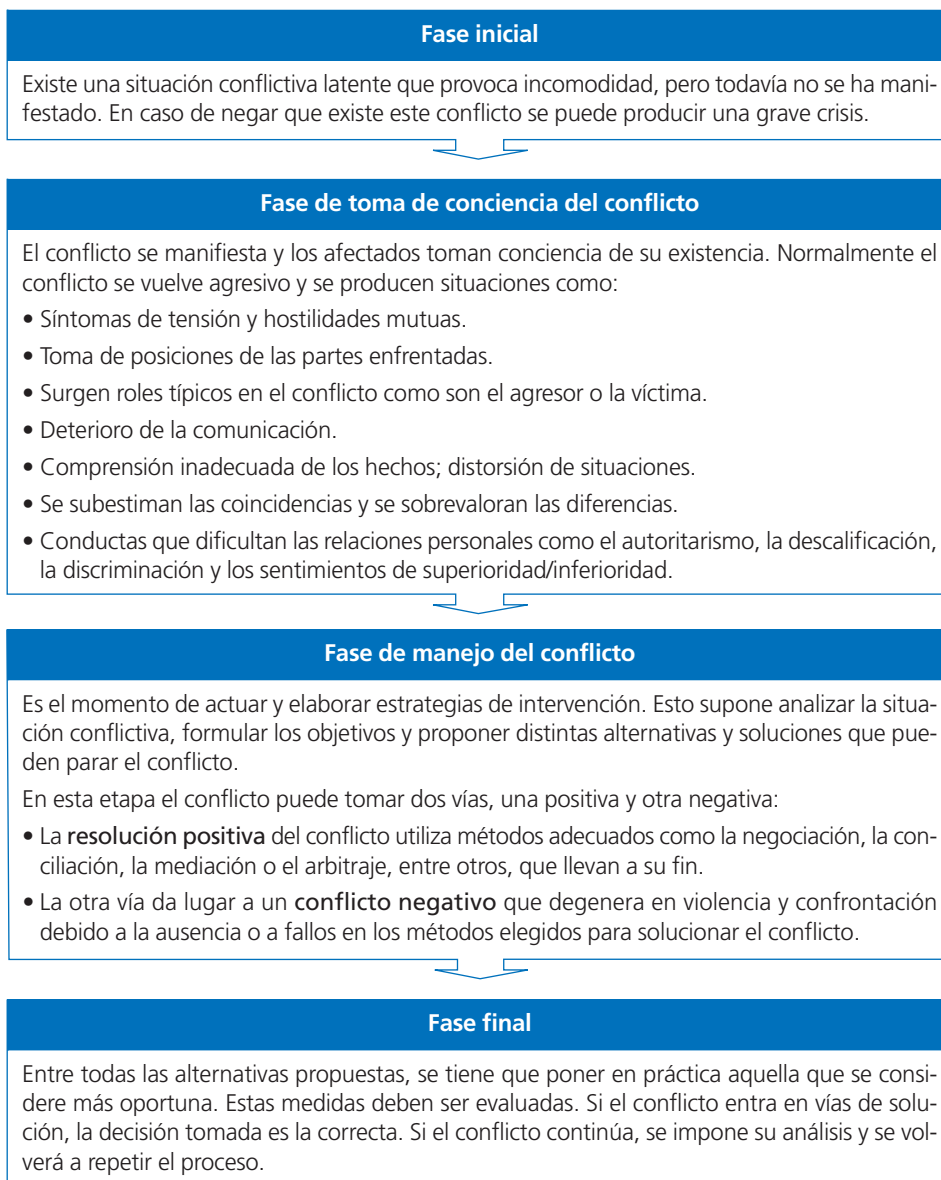 Fase inicial
Existe una situación conflictiva latente que provoca incomodidad, pero todavía no se ha mani-
festado. En caso de negar que existe este conflicto se puede producir una grave crisis.
Fase de toma de conciencia del conflicto
El conflicto se manifiesta y los afectados toman conciencia de su existencia. Normalmente el
conflicto se vuelve agresivo y se producen situaciones como:
• Síntomas de tensión y hostilidades mutuas.
• Toma de posiciones de las partes enfrentadas.
• Surgen roles típicos en el conflicto como son el agresor o la víctima.
• Deterioro de la comunicación.
• Comprensión inadecuada de los hechos; distorsión de situaciones.
• Se subestiman las coincidencias y se sobrevaloran las diferencias.
• Conductas que dificultan las relaciones personales como el autoritarismo, la descalificación,
la discriminación y los sentimientos de superioridad/inferioridad.
Fase de manejo del conflicto
Es el momento de actuar y elaborar estrategias de intervención. Esto supone analizar la situa-
ción conflictiva, formular los objetivos y proponer distintas alternativas y soluciones que pue-
den parar el conflicto.
En esta etapa el conflicto puede tomar dos vías, una positiva y otra negativa:
• La resolución positiva del conflicto utiliza métodos adecuados como la negociación, la con-
ciliación, la mediación o el arbitraje, entre otros, que llevan a su fin.
• La otra vía da lugar a un conflicto negativo que degenera en violencia y confrontación
debido a la ausencia o a fallos en los métodos elegidos para solucionar el conflicto.
Fase final
Entre todas las alternativas propuestas, se tiene que poner en práctica aquella que se consi-
dere más oportuna. Estas medidas deben ser evaluadas. Si el conflicto entra en vías de solu-
ción, la decisión tomada es la correcta. Si el conflicto continúa, se impone su análisis y se vol-
verá a repetir el proceso.